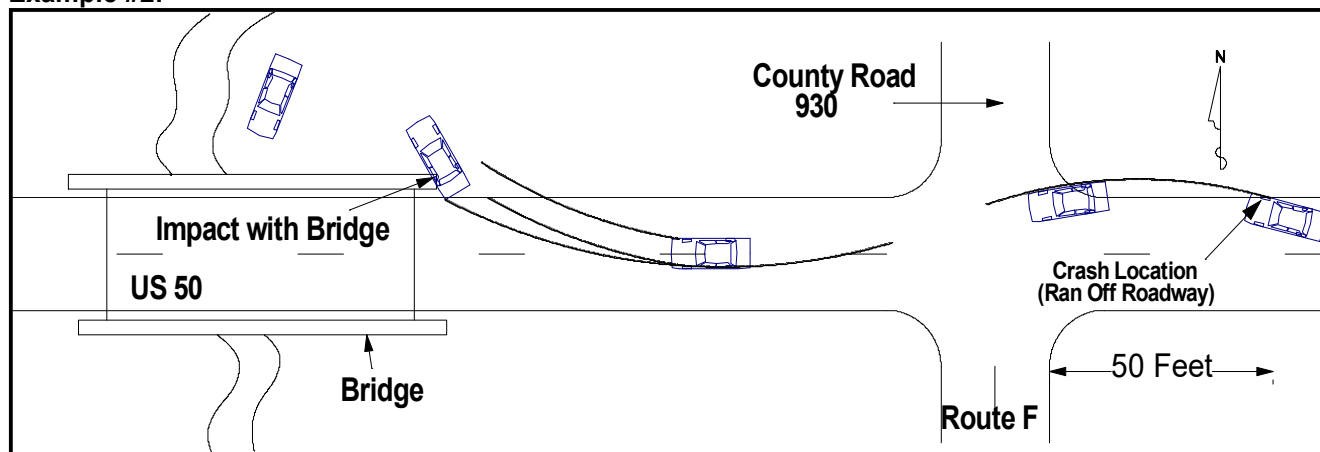 County Road
930
N
Impact with Bridge
US 50
Crash Location
(Ran Off Roadway)
50 Feet
Bridge
Route F